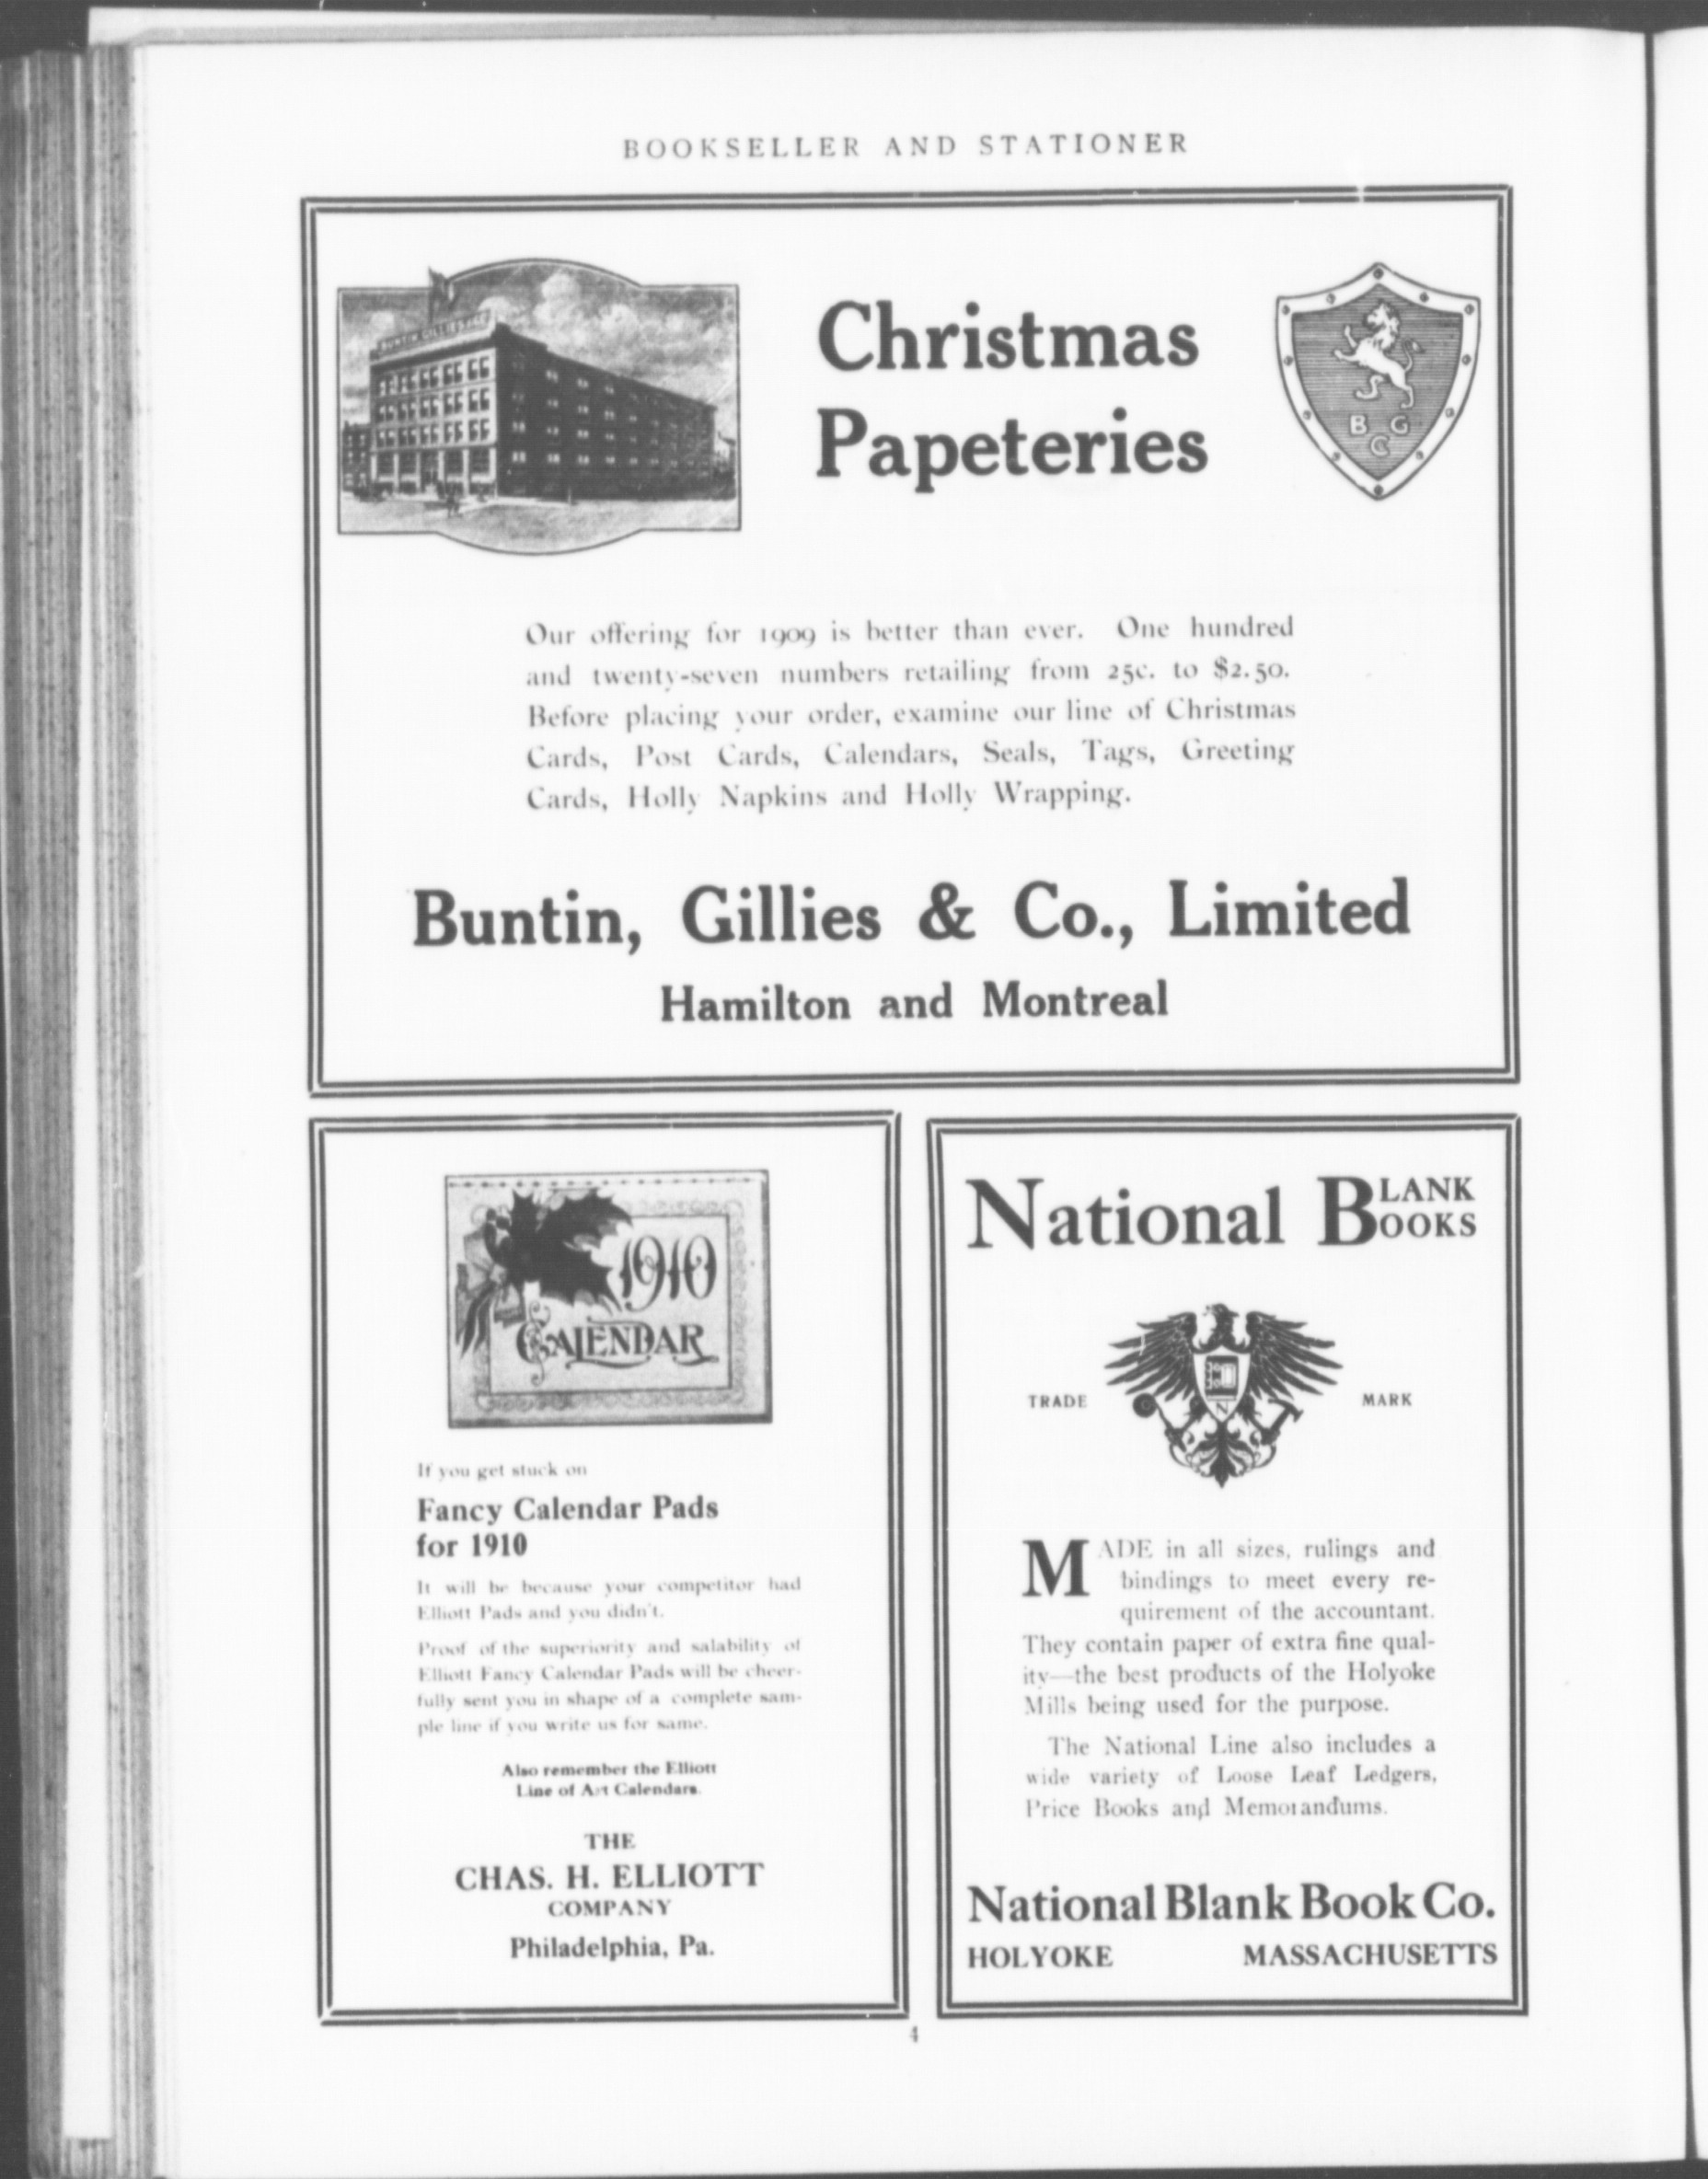 BOOKSELLER AND STATIONER
BUNTIN GILLIES & CO
Christmas
Papeteries
B G
C
Our offering for 1909 is better than ever. One hundred
and twenty-seven numbers retailing from 25c. to $2.50.
Before placing your order, examine our line of Christmas
Cards, Post Cards, Calendars, Seals, Tags, Greeting
Cards, Holly Napkins and Holly Wrapping.
Buntin, Gillies & Co., Limited
Hamilton and Montreal
1910
CALENDAR
If you get stuck on
Fancy Calendar Pads
for 1910
It will be because your competitor had
Elliott Pads and you didn't.
Proof of the superiority and salability of
Elliott Fancy Calendar Pads will be cheer-
fully sent you in shape of a complete sam-
ple line if you write us for same.
Also remember the Elliott
Line of Art Calendars.
THE
CHAS. H. ELLIOTT
COMPANY
Philadelphia, Pa.
National BLANK
BOOKS
TRADE MARK
N
MADE in all sizes, rulings and
bindings to meet every re-
quirement of the accountant.
They contain paper of extra fine qual-
ity—the best products of the Holyoke
Mills being used for the purpose.
The National Line also includes a
wide variety of Loose Leaf Ledgers,
Price Books and Memorandums.
National Blank Book Co.
HOLYOKE MASSACHUSETTS
4